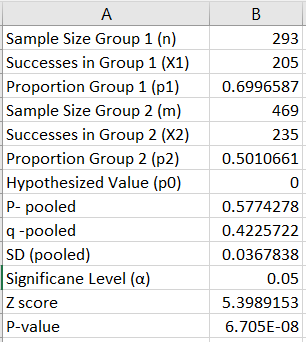 A B
Sample Size Group 1 (n) 293
Successes in Group 1 (X1) 205
Proportion Group 1 (p1) 0.6996587
Sample Size Group 2 (m) 469
Successes in Group 2 (X2) 235
Proportion Group 2 (p2) 0.5010661
Hypothesized Value (p0) 0
P- pooled 0.5774278
q -pooled 0.4225722
SD (pooled) 0.0367838
Significane Level (α) 0.05
Z score 5.3989153
P-value 6.705E-08